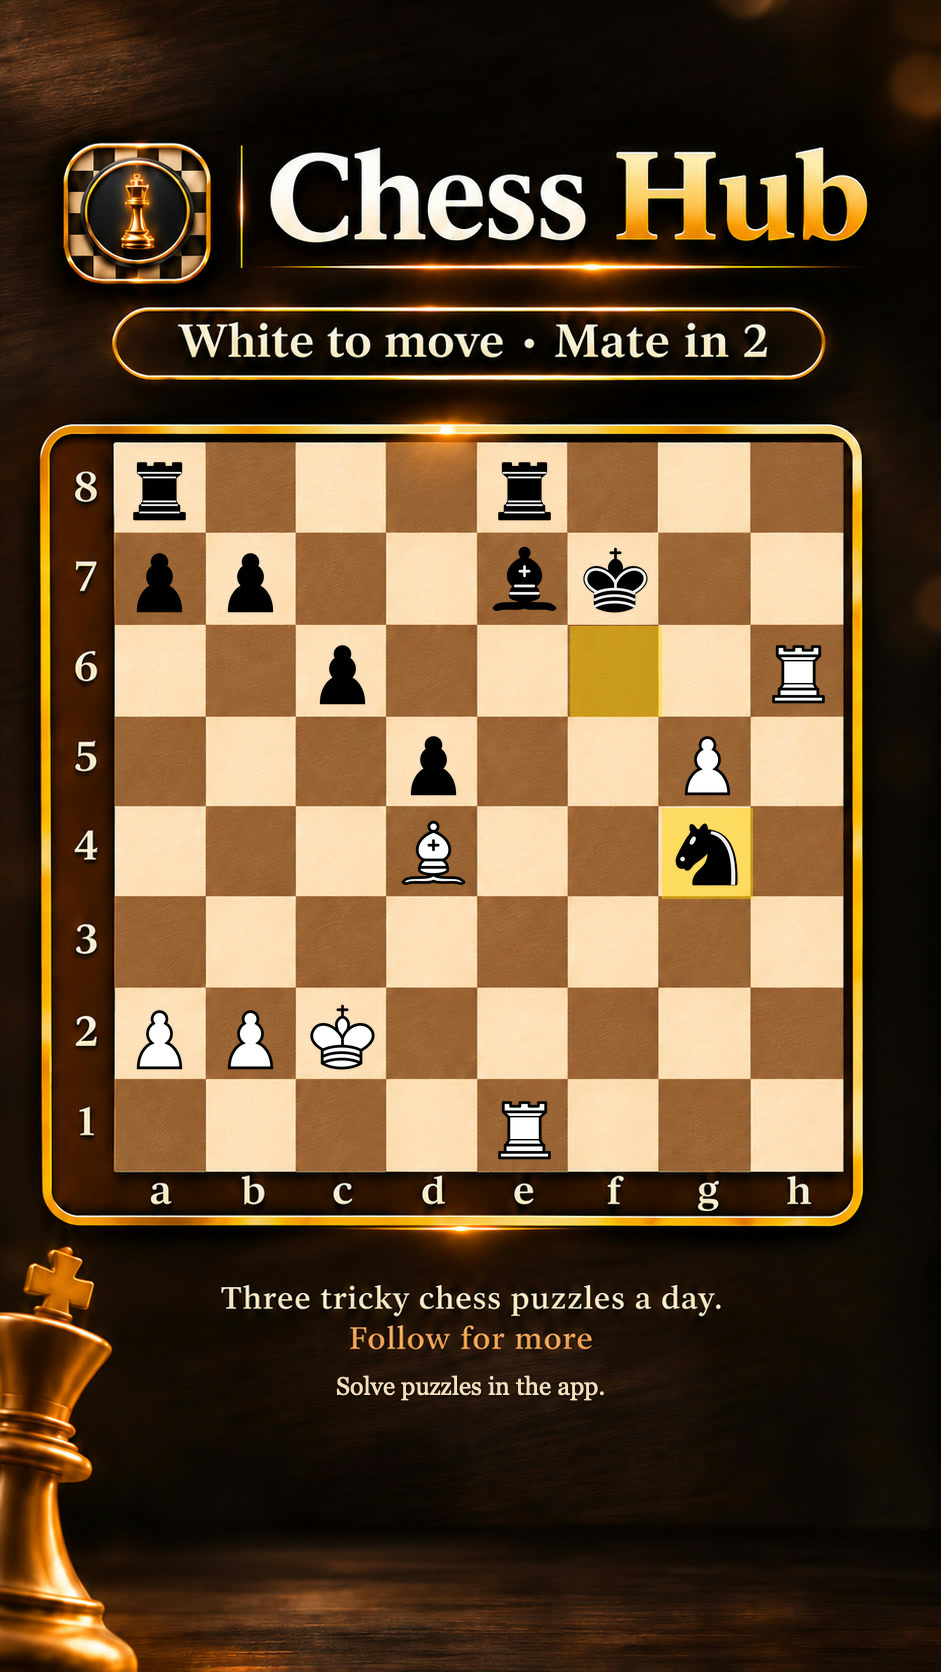 Chess Hub
White to move • Mate in 2
8
7
6
5
4
3
2
1
a b c d e f g h
Three tricky chess puzzles a day.
Follow for more
Solve puzzles in the app.